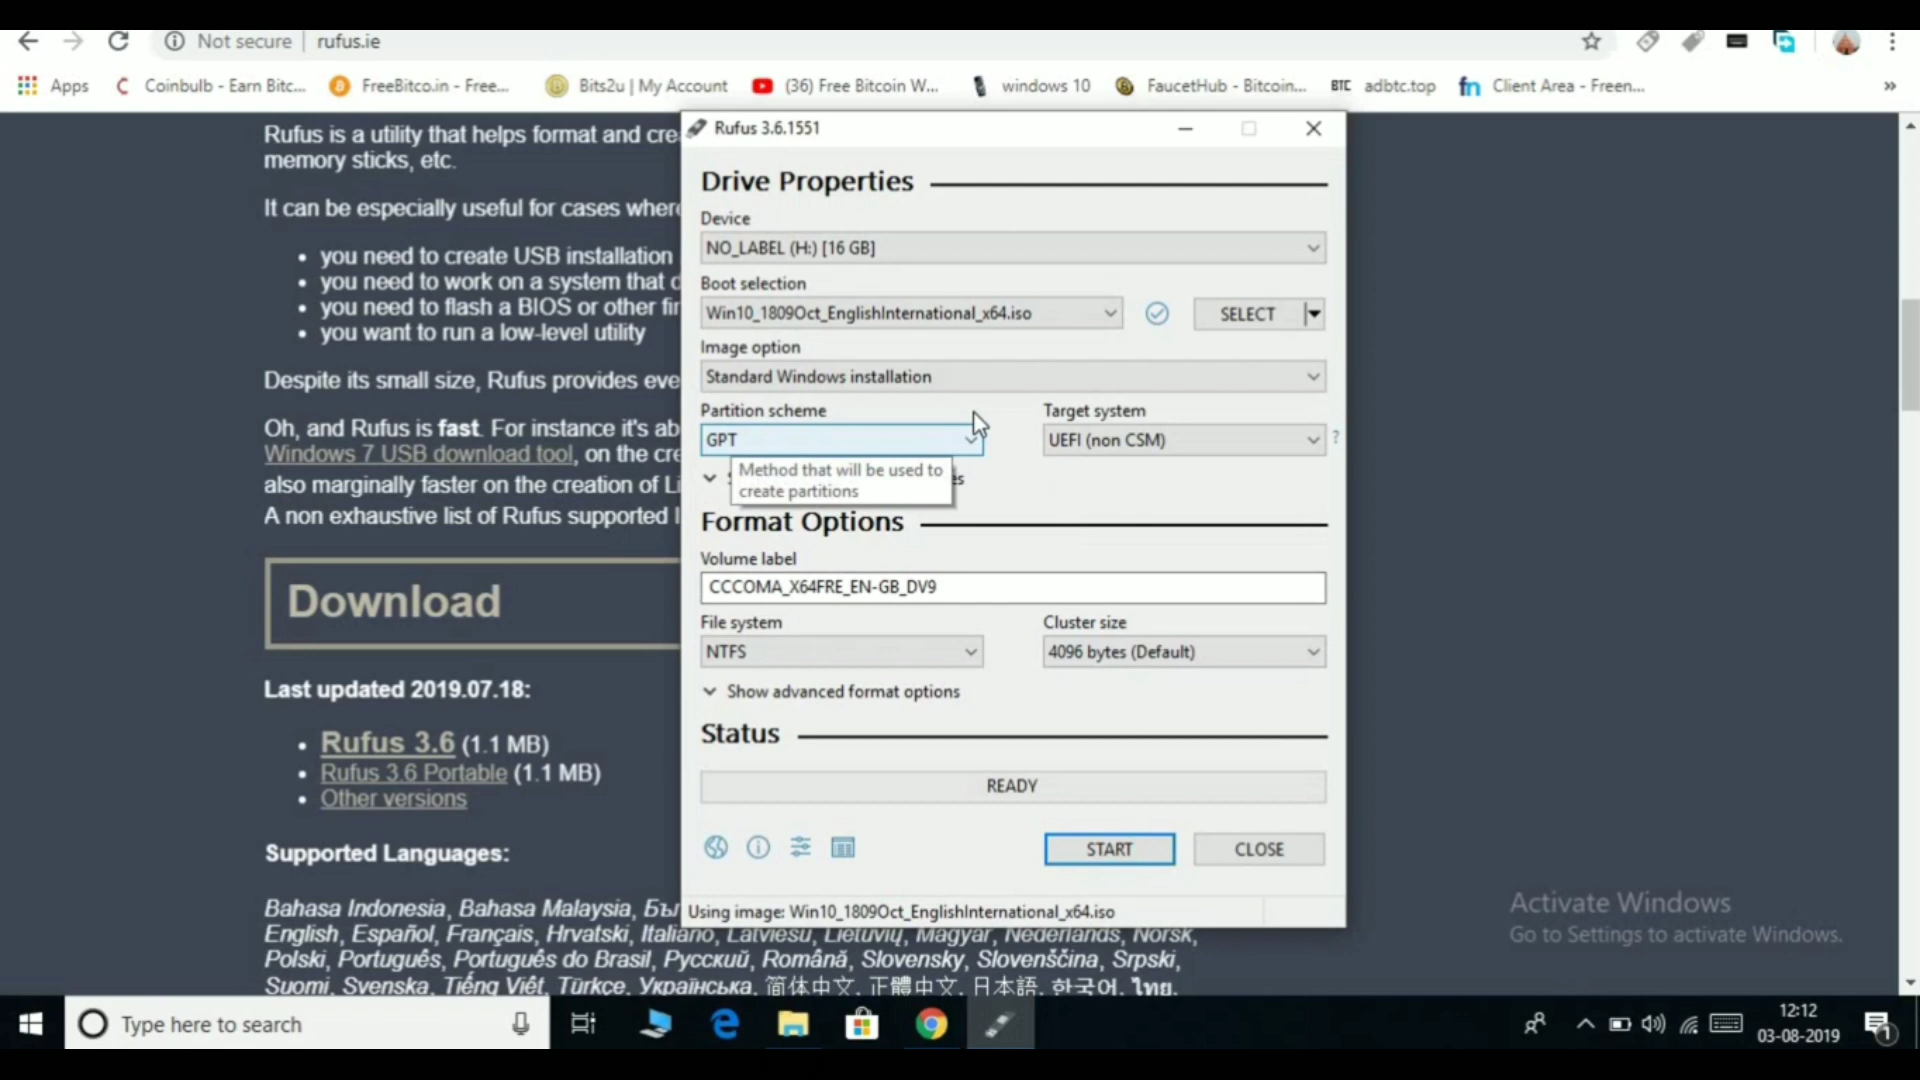 Not secure | rufus.ie
Apps
Coinbulb - Earn Bitc...
FreeBitco.in - Free...
Bits2u | My Account
(36) Free Bitcoin W...
windows 10
FaucetHub - Bitcoin...
BTC adbtc.top
fn Client Area - Freen...
»
Rufus is a utility that helps format and cre
memory sticks, etc.
It can be especially useful for cases where
• you need to create USB installation
• you need to work on a system that d
• you need to flash a BIOS or other fir
• you want to run a low-level utility
Despite its small size, Rufus provides eve
Oh, and Rufus is fast. For instance it's ab
Windows 7 USB download tool, on the cre
also marginally faster on the creation of Li
A non exhaustive list of Rufus supported I
Download
Last updated 2019.07.18:
• Rufus 3.6 (1.1 MB)
• Rufus 3.6 Portable (1.1 MB)
• Other versions
Supported Languages:
Bahasa Indonesia, Bahasa Malaysia, Бъл
English, Español, Français, Hrvatski, Italiano, Latviešu, Lietuvių, Magyar, Nederlands, Norsk,
Polski, Português, Português do Brasil, Русский, Română, Slovensky, Slovenščina, Srpski,
Suomi, Svenska, Tiếng Việt, Türkçe, Українська, 简体中文, 正體中文, 日本語, 한국어, ไทย,
Rufus 3.6.1551
Drive Properties
Device
NO_LABEL (H:) [16 GB]
Boot selection
Win10_1809Oct_EnglishInternational_x64.iso
SELECT
Image option
Standard Windows installation
Partition scheme
Target system
GPT
UEFI (non CSM)
?
Method that will be used to
create partitions
es
Format Options
Volume label
CCCOMA_X64FRE_EN-GB_DV9
File system
Cluster size
NTFS
4096 bytes (Default)
Show advanced format options
Status
READY
START
CLOSE
Using image: Win10_1809Oct_EnglishInternational_x64.iso
Activate Windows
Go to Settings to activate Windows.
Type here to search
12:12
03-08-2019
1